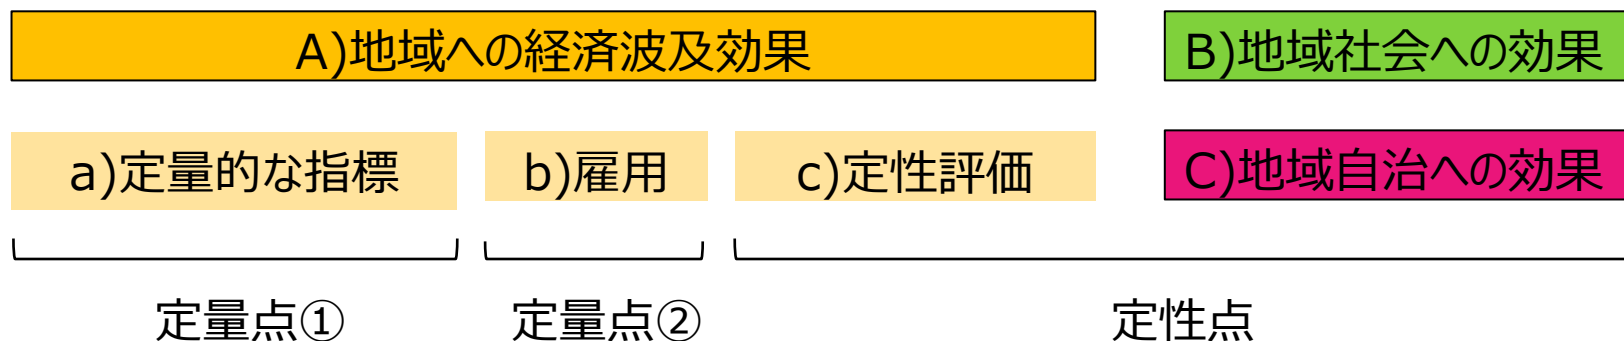 A)地域への経済波及効果
B)地域社会への効果
a)定量的な指標
b)雇用
c)定性評価
C)地域自治への効果
定量点①
定量点②
定性点